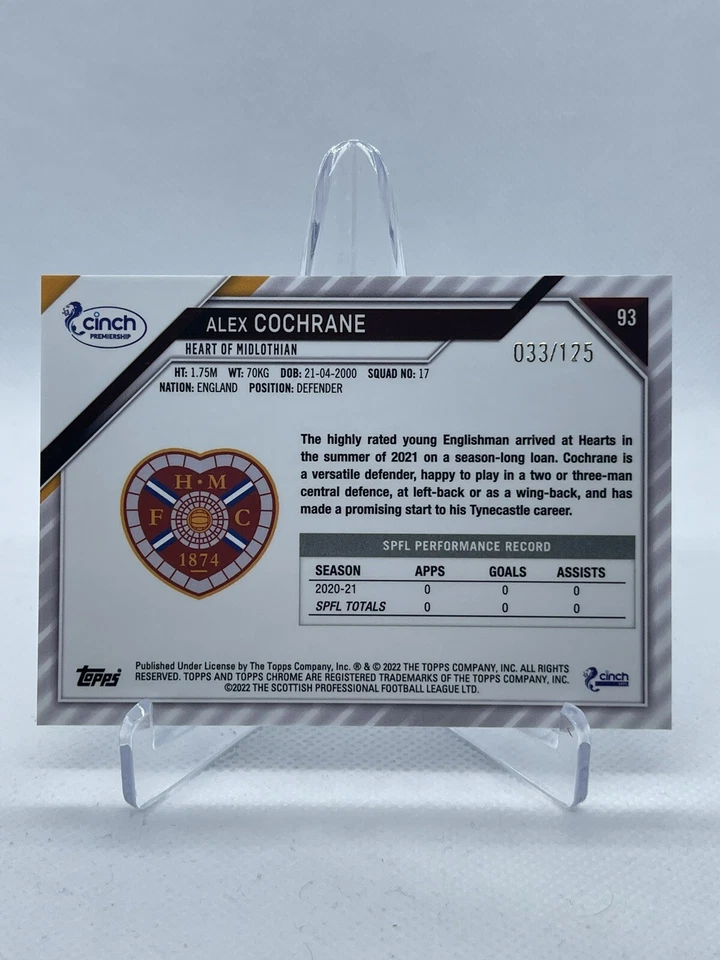 cinch
PREMIERSHIP
ALEX COCHRANE
93
HEART OF MIDLOTHIAN
033/125
HT: 1.75M WT: 70KG DOB: 21-04-2000 SQUAD NO: 17
NATION: ENGLAND POSITION: DEFENDER
The highly rated young Englishman arrived at Hearts in
the summer of 2021 on a season-long loan. Cochrane is
a versatile defender, happy to play in a two or three-man
central defence, at left-back or as a wing-back, and has
made a promising start to his Tynecastle career.
H·M
F C
1874
SPFL PERFORMANCE RECORD
SEASON APPS GOALS ASSISTS
2020-21 0 0 0
SPFL TOTALS 0 0 0
Topps
Published Under License by The Topps Company, Inc. ® & © 2022 THE TOPPS COMPANY, INC. ALL RIGHTS
RESERVED. TOPPS AND TOPPS CHROME ARE REGISTERED TRADEMARKS OF THE TOPPS COMPANY, INC.
©2022 THE SCOTTISH PROFESSIONAL FOOTBALL LEAGUE LTD.
cinch